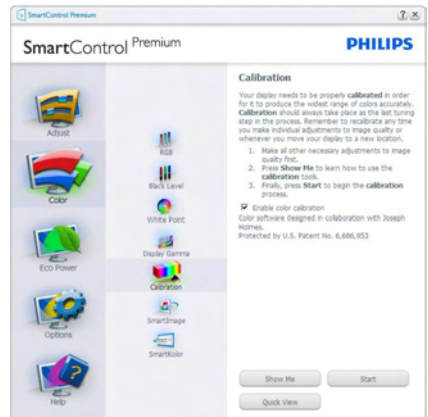 SmartControl Premium
? ×
SmartControl Premium
PHILIPS
Adjust
Color
Eco Power
Options
Help
RGB
Black Level
White Point
Display Gamma
Calibration
SmartImage
SmartKolor
Calibration
Your display needs to be properly calibrated in order
for it to produce the widest range of colors accurately.
Calibration should always take place as the last tuning
step in the process. Remember to recalibrate any time
you make individual adjustments to image quality or
whenever you move your display to a new location.
1. Make all other necessary adjustments to image
quality first.
2. Press Show Me to learn how to use the
calibration tools.
3. Finally, press Start to begin the calibration
process.
Enable color calibration
Color software designed in collaboration with Joseph
Holmes.
Protected by U.S. Patent No. 6,686,953
Show Me
Start
Quick View